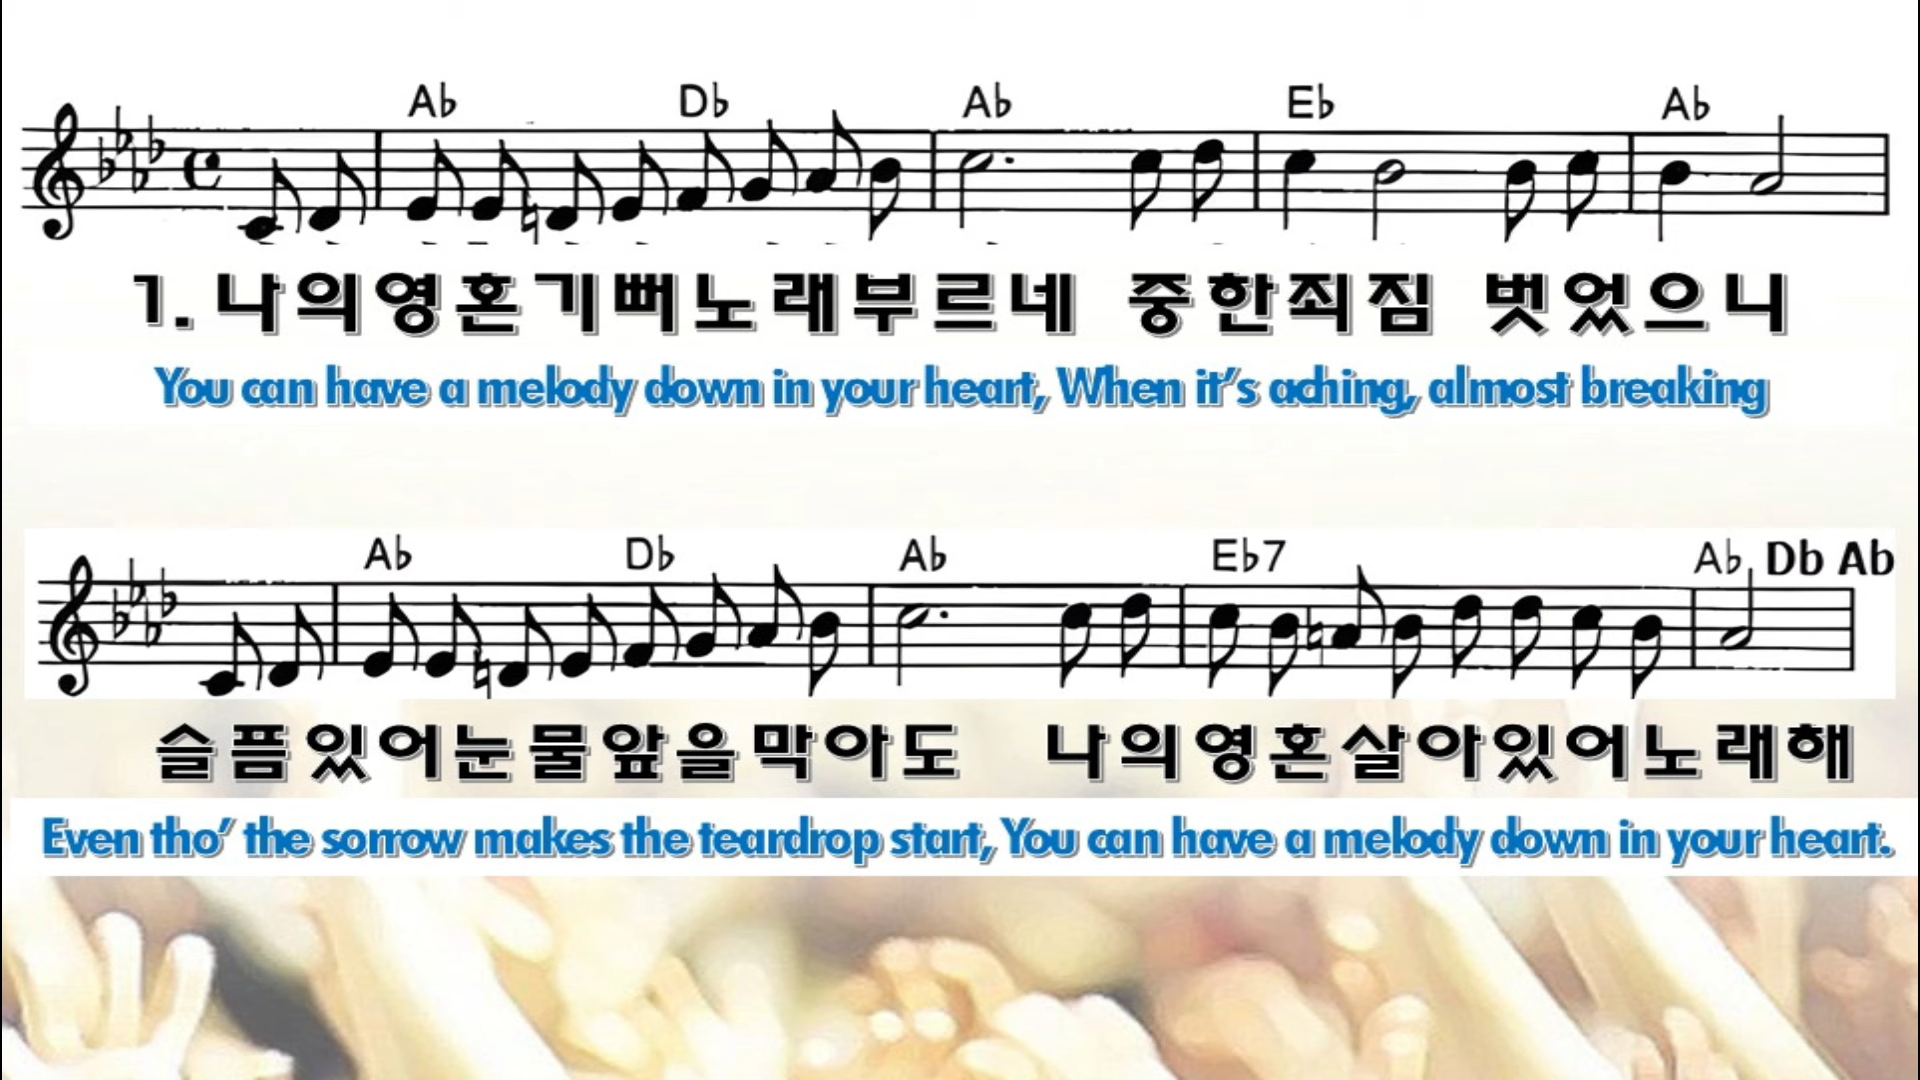 Ab Db Ab Eb Ab
1. 나의영혼기뻐노래부르네 중한죄짐 벗었으니
You can have a melody down in your heart, When it's aching, almost breaking
Ab Db Ab Eb7 Ab Db Ab
슬픔있어눈물앞을막아도 나의영혼살아있어노래해
Even tho' the sorrow makes the teardrop start, You can have a melody down in your heart.